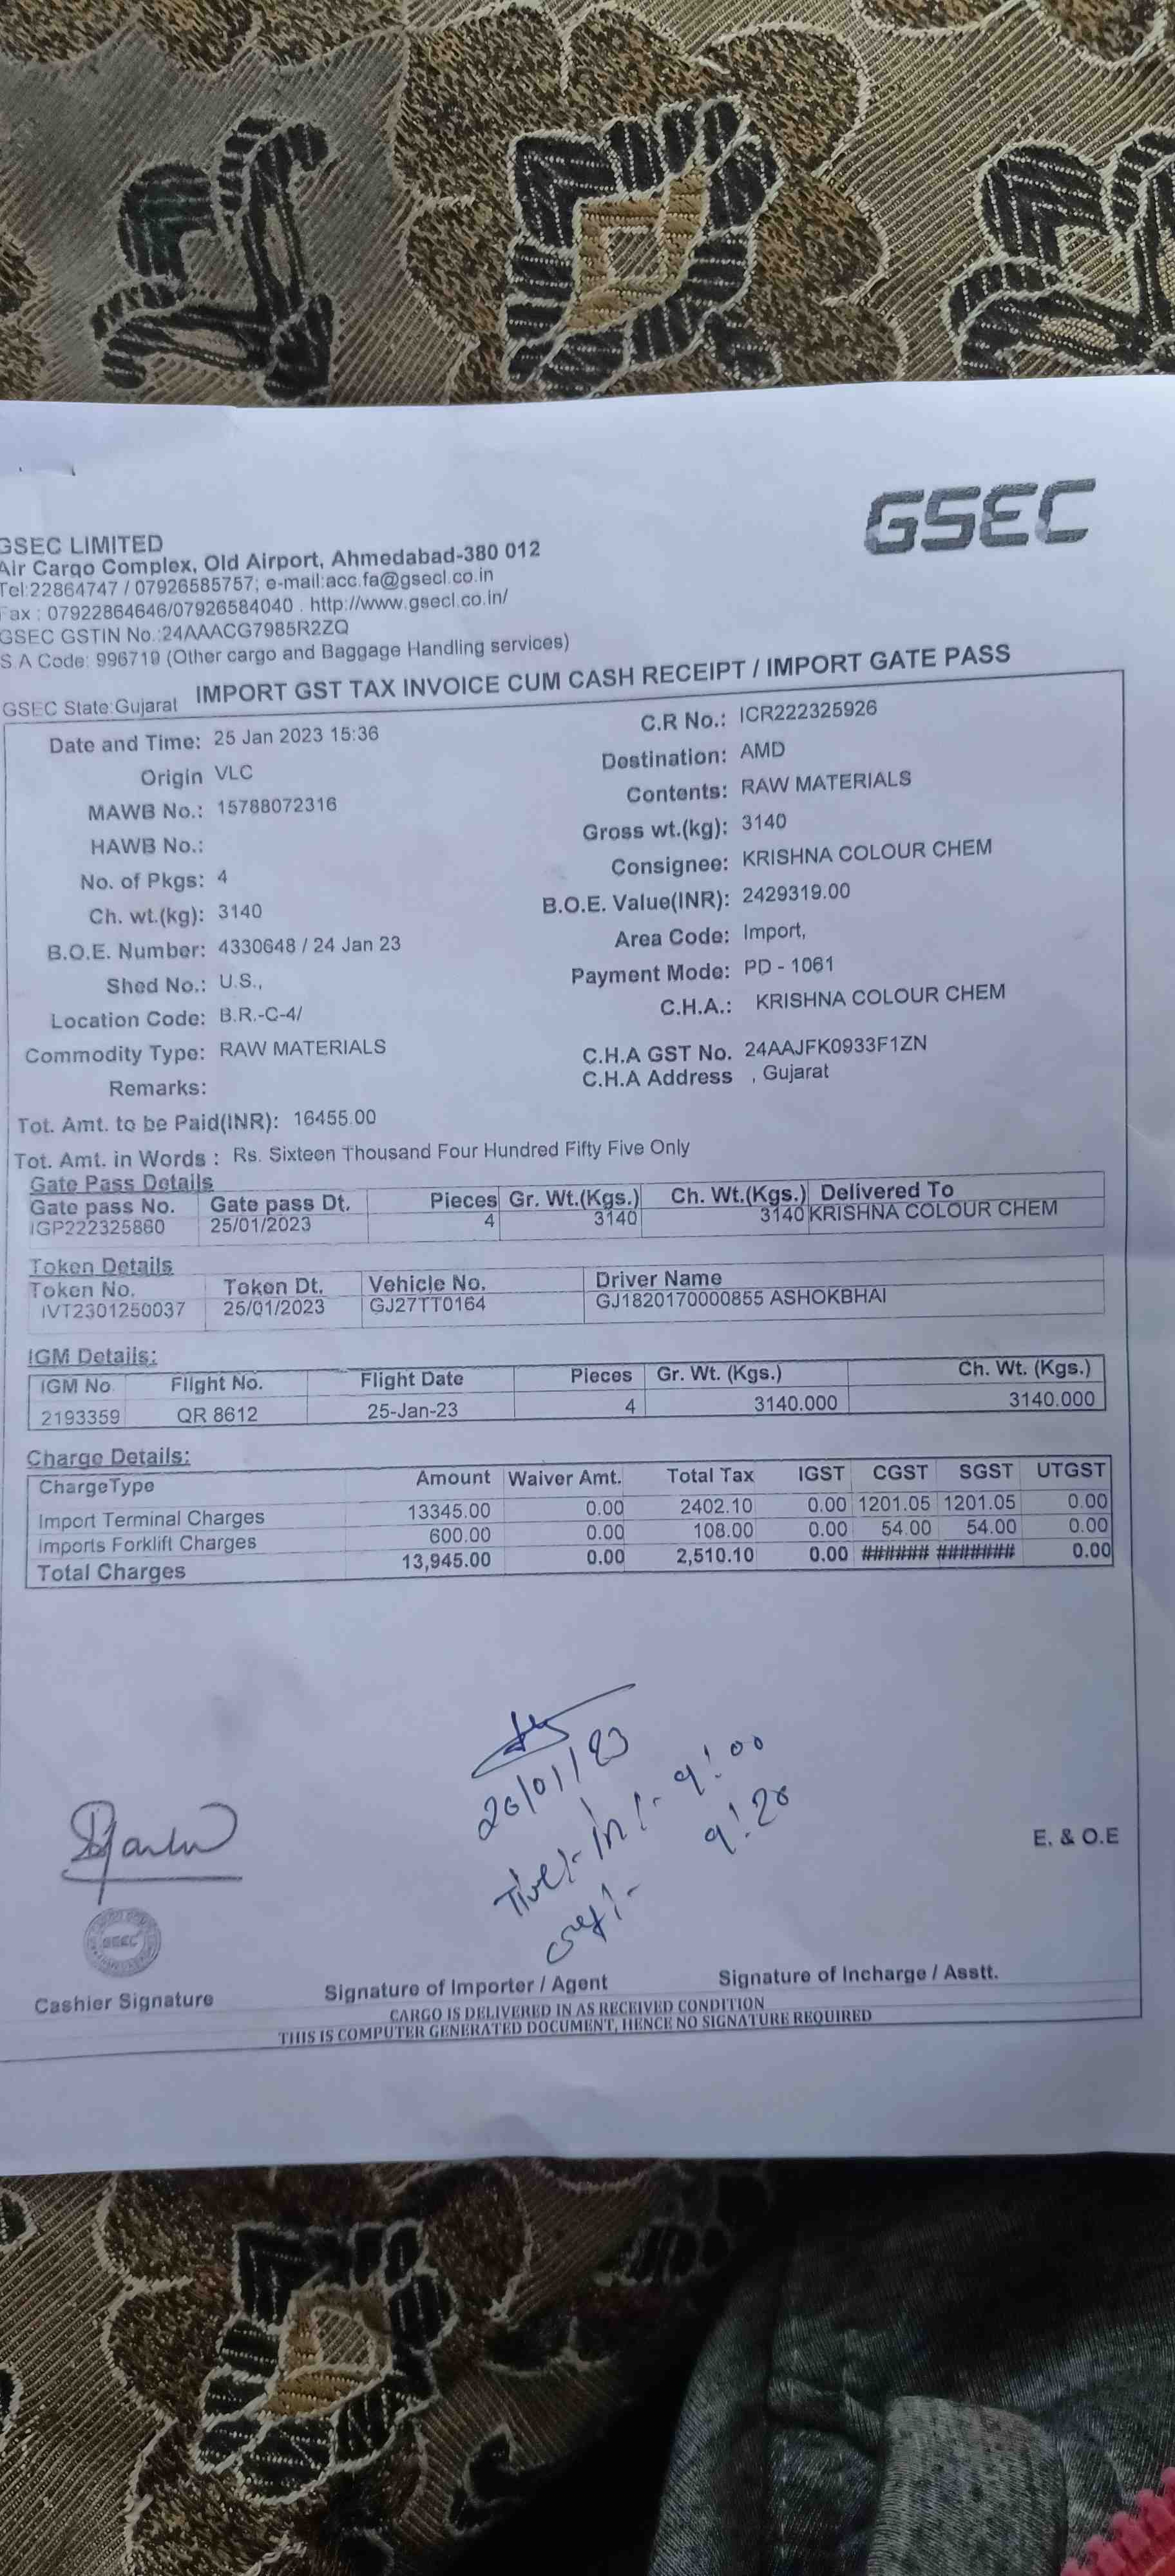 GSEC
GSEC LIMITED
Air Cargo Complex, Old Airport, Ahmedabad-380 012
Tel:22864747 / 07926585757; e-mail:acc.fa@gsecl.co.in
Fax : 07922864646/07926584040 . http://www.gsecl.co.in/
GSEC GSTIN No.:24AAACG7985R2ZQ
S.A Code: 996719 (Other cargo and Baggage Handling services)
GSEC State:Gujarat IMPORT GST TAX INVOICE CUM CASH RECEIPT / IMPORT GATE PASS
Date and Time: 25 Jan 2023 15:36 C.R No.: ICR222325926
Origin VLC Destination: AMD
MAWB No.: 15788072316 Contents: RAW MATERIALS
HAWB No.: Gross wt.(kg): 3140
No. of Pkgs: 4 Consignee: KRISHNA COLOUR CHEM
Ch. wt.(kg): 3140 B.O.E. Value(INR): 2429319.00
B.O.E. Number: 4330648 / 24 Jan 23 Area Code: Import,
Shed No.: U.S., Payment Mode: PD - 1061
Location Code: B.R.-C-4/ C.H.A.: KRISHNA COLOUR CHEM
Commodity Type: RAW MATERIALS C.H.A GST No. 24AAJFK0933F1ZN
Remarks: C.H.A Address , Gujarat
Tot. Amt. to be Paid(INR): 16455.00
Tot. Amt. in Words : Rs. Sixteen Thousand Four Hundred Fifty Five Only
Gate Pass Details
Gate pass No. Gate pass Dt. Pieces Gr. Wt.(Kgs.) Ch. Wt.(Kgs.) Delivered To
IGP222325860 25/01/2023 4 3140 3140 KRISHNA COLOUR CHEM
Token Details
Token No. Token Dt. Vehicle No. Driver Name
IVT2301250037 25/01/2023 GJ27TT0164 GJ1820170000855 ASHOKBHAI
IGM Details:
IGM No Flight No. Flight Date Pieces Gr. Wt. (Kgs.) Ch. Wt. (Kgs.)
2193359 QR 8612 25-Jan-23 4 3140.000 3140.000
Charge Details:
ChargeType Amount Waiver Amt. Total Tax IGST CGST SGST UTGST
Import Terminal Charges 13345.00 0.00 2402.10 0.00 1201.05 1201.05 0.00
Imports Forklift Charges 600.00 0.00 108.00 0.00 54.00 54.00 0.00
Total Charges 13,945.00 0.00 2,510.10 0.00 ###### ####### 0.00
26/01/23
In :- 9:00
9:20
E. & O.E
GSEC
Cashier Signature Signature of Importer / Agent Signature of Incharge / Asstt.
CARGO IS DELIVERED IN AS RECEIVED CONDITION
THIS IS COMPUTER GENERATED DOCUMENT, HENCE NO SIGNATURE REQUIRED